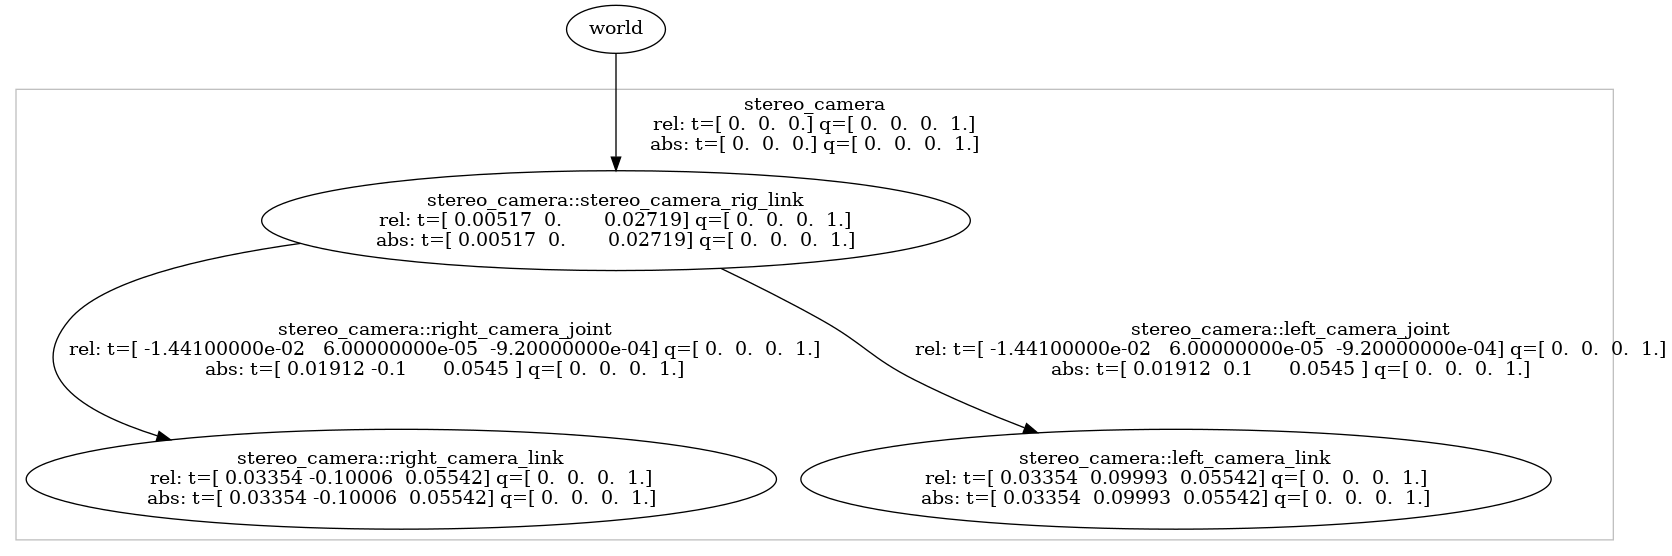 world
stereo_camera
rel: t=[ 0.  0.  0.] q=[ 0.  0.  0.  1.]
abs: t=[ 0.  0.  0.] q=[ 0.  0.  0.  1.]
stereo_camera::stereo_camera_rig_link
rel: t=[ 0.00517  0.       0.02719] q=[ 0.  0.  0.  1.]
abs: t=[ 0.00517  0.       0.02719] q=[ 0.  0.  0.  1.]
stereo_camera::right_camera_joint
rel: t=[ -1.44100000e-02   6.00000000e-05  -9.20000000e-04] q=[ 0.  0.  0.  1.]
abs: t=[ 0.01912 -0.1      0.0545 ] q=[ 0.  0.  0.  1.]
stereo_camera::left_camera_joint
rel: t=[ -1.44100000e-02   6.00000000e-05  -9.20000000e-04] q=[ 0.  0.  0.  1.]
abs: t=[ 0.01912  0.1      0.0545 ] q=[ 0.  0.  0.  1.]
stereo_camera::right_camera_link
rel: t=[ 0.03354 -0.10006  0.05542] q=[ 0.  0.  0.  1.]
abs: t=[ 0.03354 -0.10006  0.05542] q=[ 0.  0.  0.  1.]
stereo_camera::left_camera_link
rel: t=[ 0.03354  0.09993  0.05542] q=[ 0.  0.  0.  1.]
abs: t=[ 0.03354  0.09993  0.05542] q=[ 0.  0.  0.  1.]